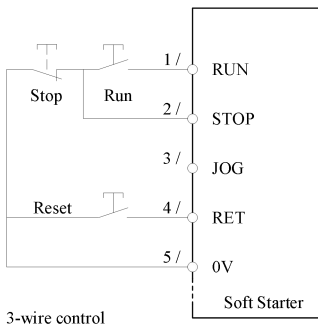 1 / RUN
Stop Run
2 / STOP
3 / JOG
Reset 4 / RET
5 / 0V
Soft Starter
3-wire control